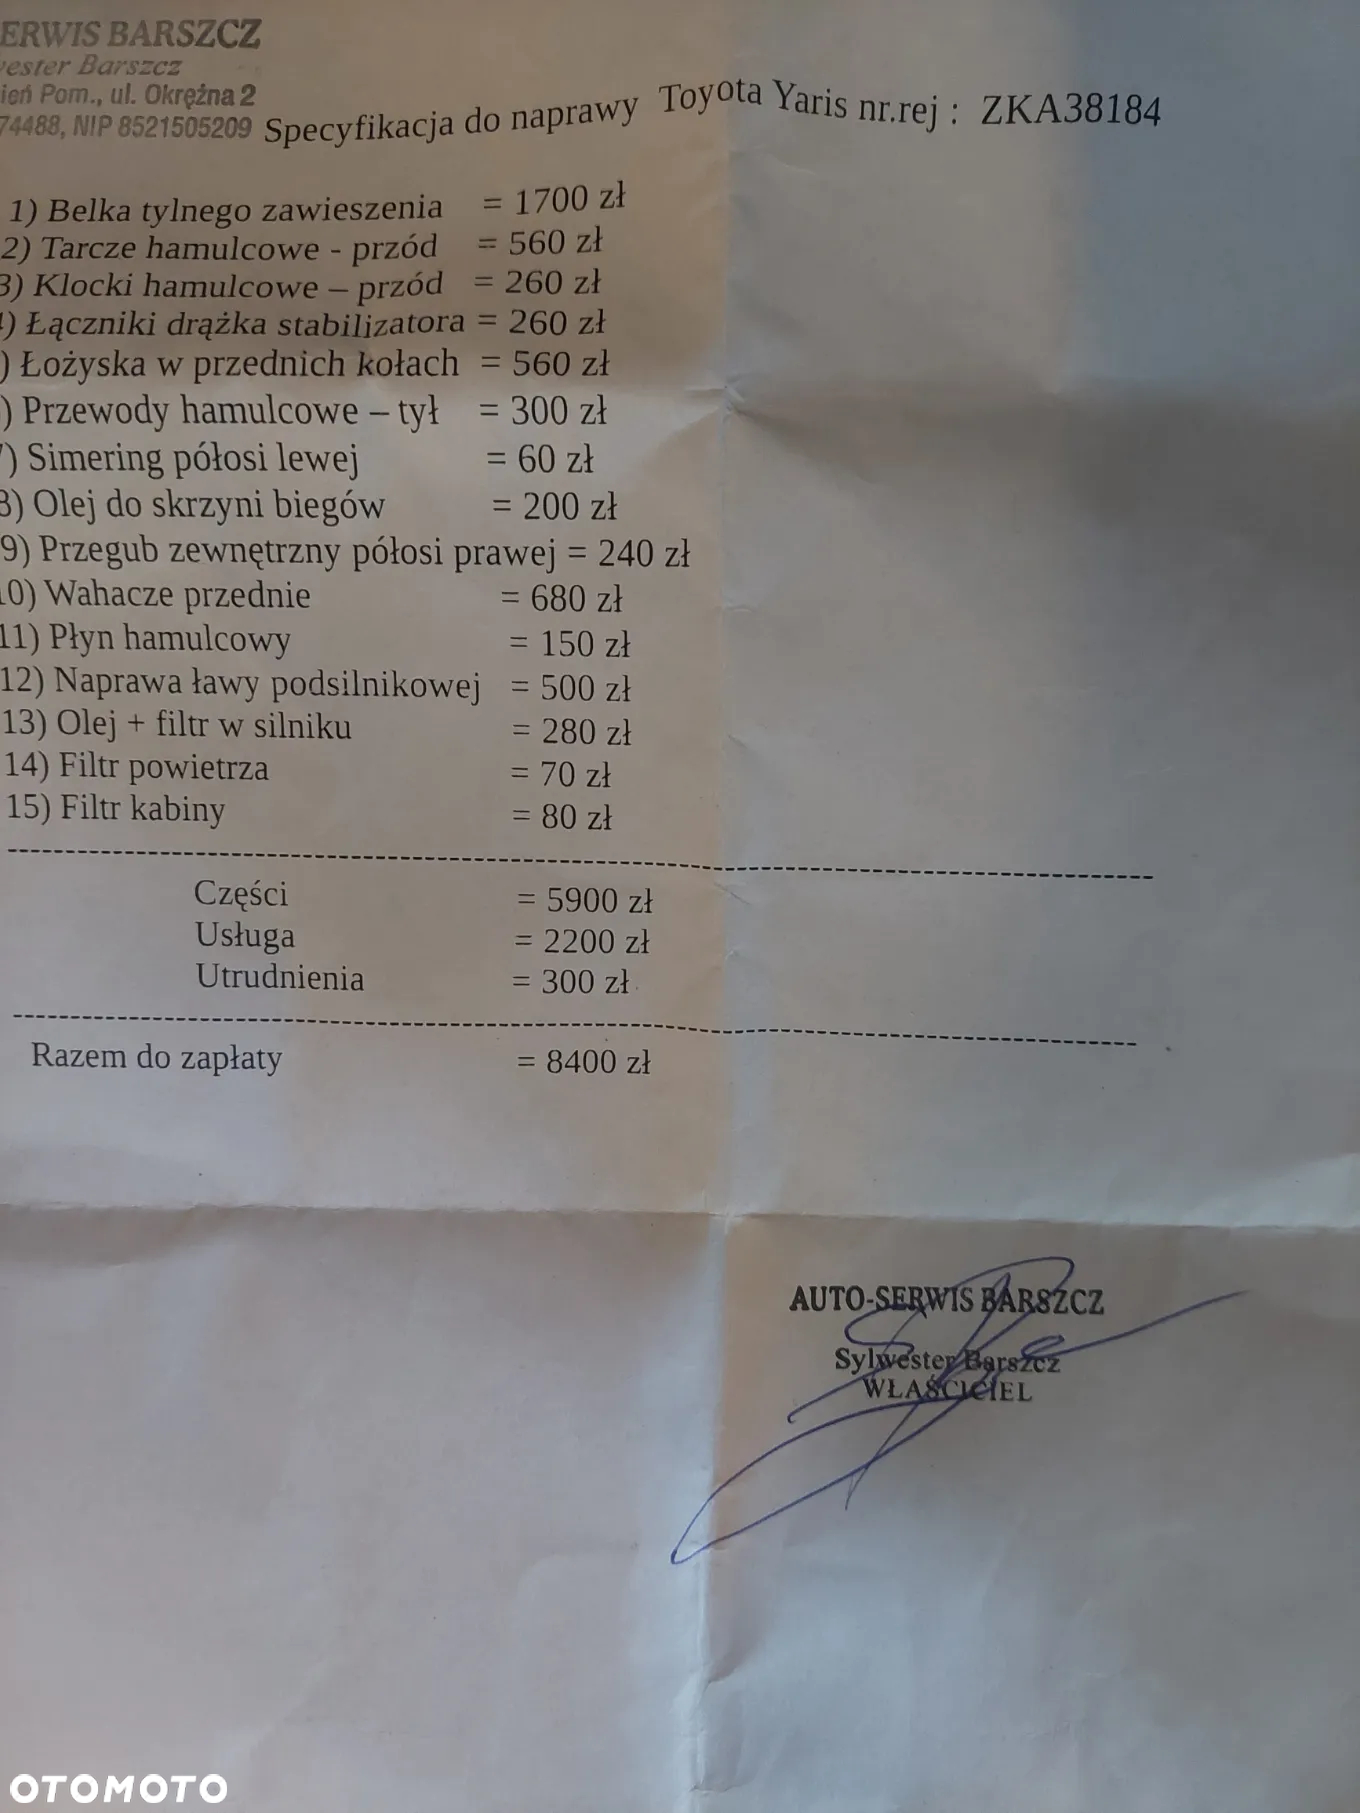 ERWIS BARSZCZ
ester Barszcz
ień Pom., ul. Okrężna 2
74488, NIP 8521505209
Specyfikacja do naprawy Toyota Yaris nr.rej : ZKA38184
1) Belka tylnego zawieszenia = 1700 zł
2) Tarcze hamulcowe - przód = 560 zł
3) Klocki hamulcowe – przód = 260 zł
4) Łączniki drążka stabilizatora = 260 zł
) Łożyska w przednich kołach = 560 zł
) Przewody hamulcowe – tył = 300 zł
7) Simering półosi lewej = 60 zł
8) Olej do skrzyni biegów = 200 zł
9) Przegub zewnętrzny półosi prawej = 240 zł
10) Wahacze przednie = 680 zł
11) Płyn hamulcowy = 150 zł
12) Naprawa ławy podsilnikowej = 500 zł
13) Olej + filtr w silniku = 280 zł
14) Filtr powietrza = 70 zł
15) Filtr kabiny = 80 zł
Części = 5900 zł
Usługa = 2200 zł
Utrudnienia = 300 zł
Razem do zapłaty = 8400 zł
AUTO-SERWIS BARSZCZ
Sylwester Barszcz
WŁAŚCICIEL
OTOMOTO